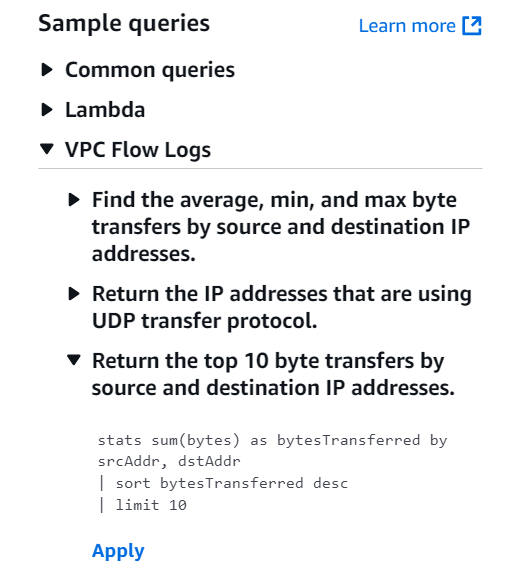 Sample queries
Learn more
Common queries
Lambda
VPC Flow Logs
Find the average, min, and max byte
transfers by source and destination IP
addresses.
Return the IP addresses that are using
UDP transfer protocol.
Return the top 10 byte transfers by
source and destination IP addresses.
stats sum(bytes) as bytesTransferred by
srcAddr, dstAddr
| sort bytesTransferred desc
| limit 10
Apply